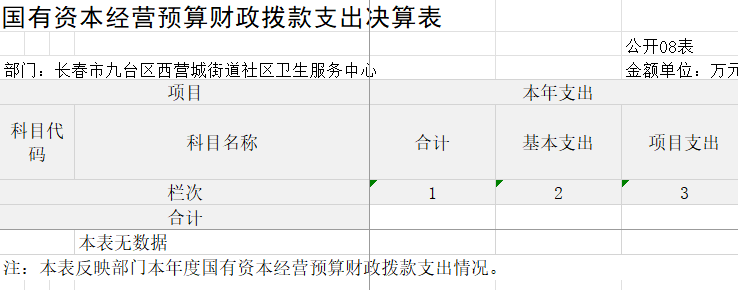 国有资本经营预算财政拨款支出决算表
公开08表
部门：长春市九台区西营城街道社区卫生服务中心 金额单位：万元
项目 本年支出
科目代码 科目名称 合计 基本支出 项目支出
栏次 1 2 3
合计
本表无数据
注：本表反映部门本年度国有资本经营预算财政拨款支出情况。